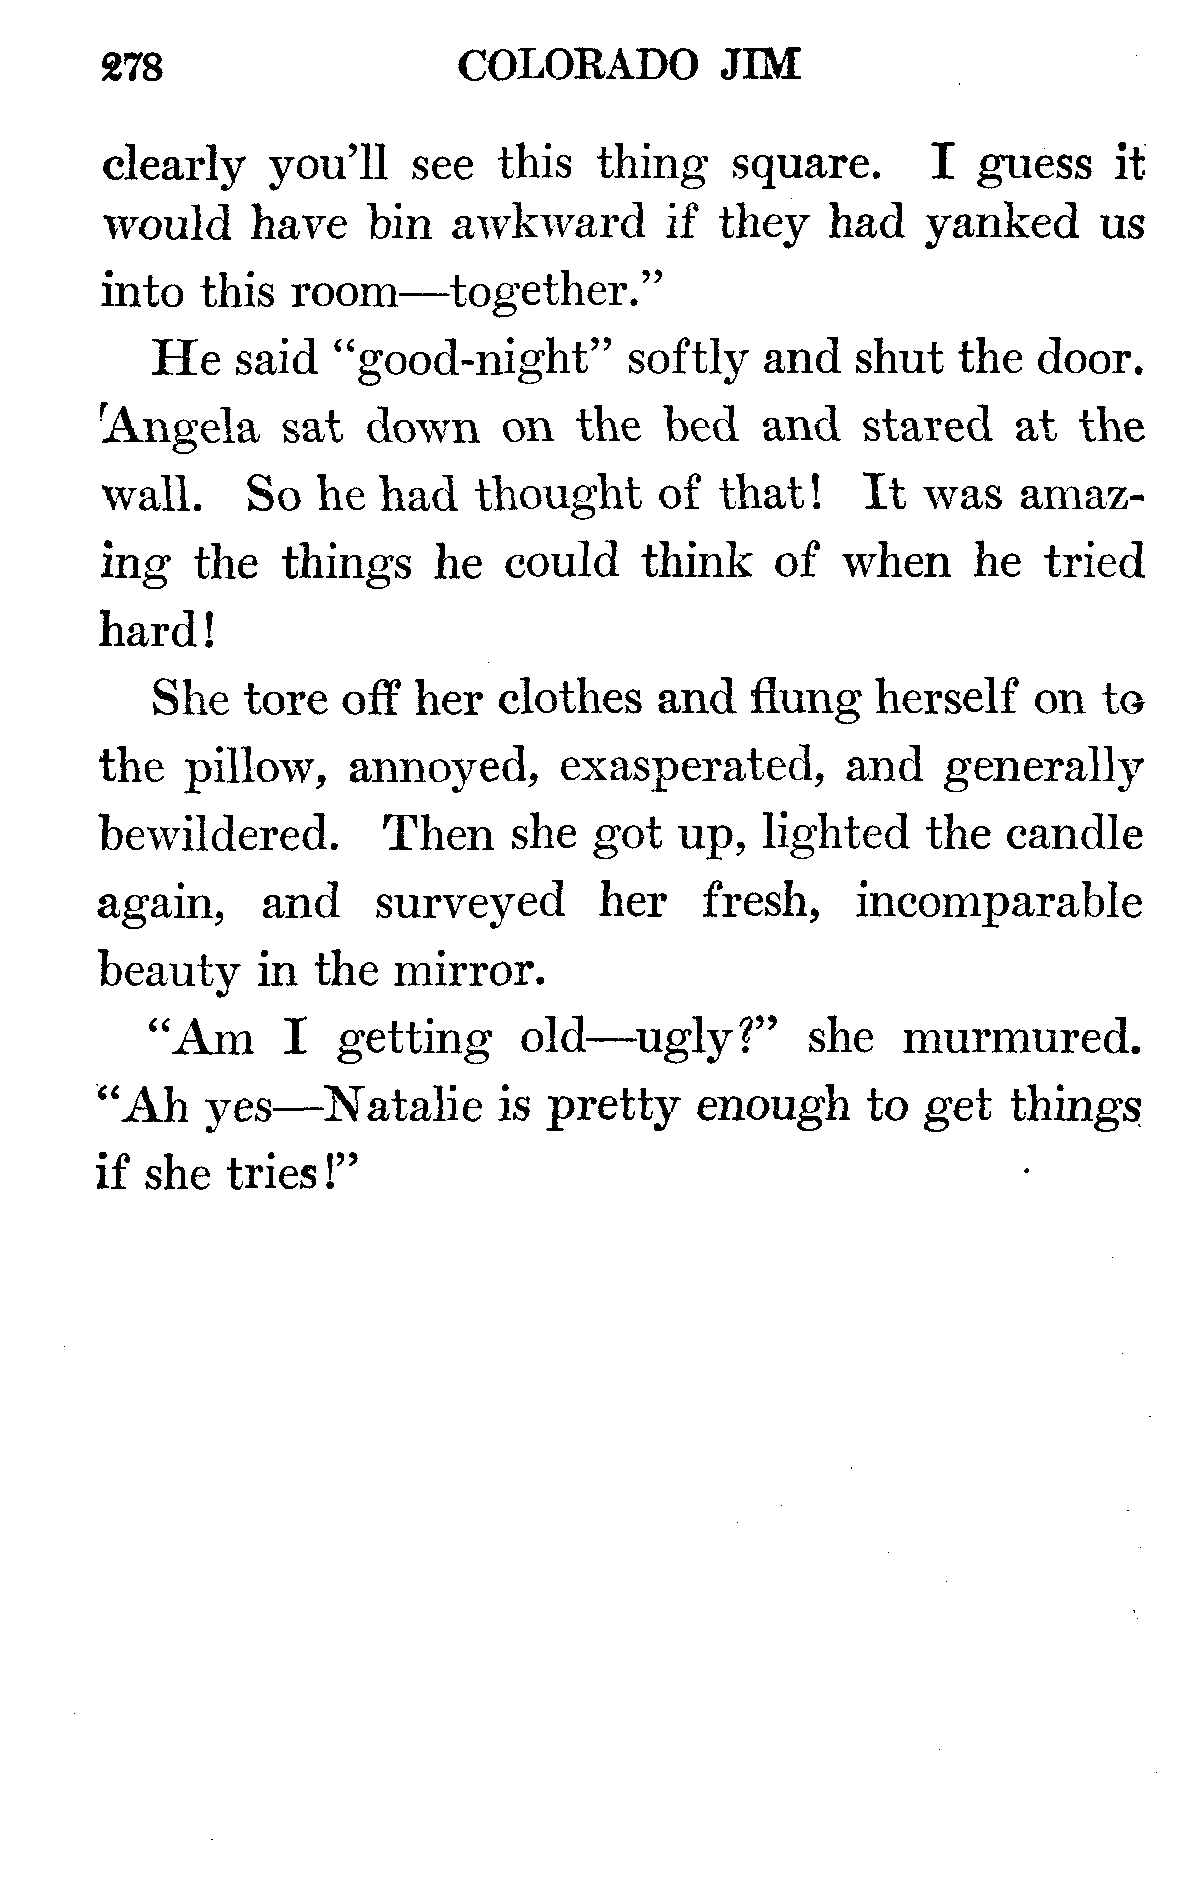 278 COLORADO JIM
clearly you'll see this thing square. I guess it
would have bin awkward if they had yanked us
into this room—together."
He said "good-night" softly and shut the door.
Angela sat down on the bed and stared at the
wall. So he had thought of that! It was amaz-
ing the things he could think of when he tried
hard!
She tore off her clothes and flung herself on to
the pillow, annoyed, exasperated, and generally
bewildered. Then she got up, lighted the candle
again, and surveyed her fresh, incomparable
beauty in the mirror.
"Am I getting old—ugly?" she murmured.
"Ah yes—Natalie is pretty enough to get things
if she tries!"